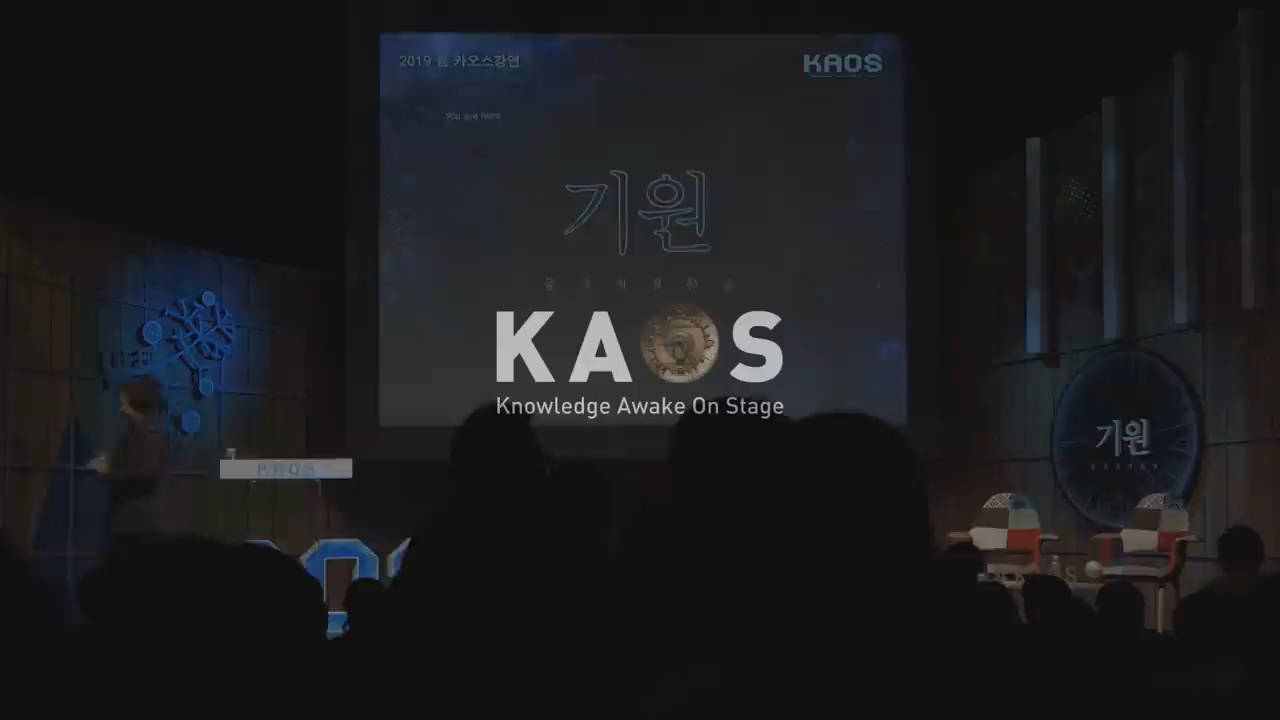 2019 봄 카오스강연
KAOS
You are here
기원
KAOS
Knowledge Awake On Stage
KAOS
기원